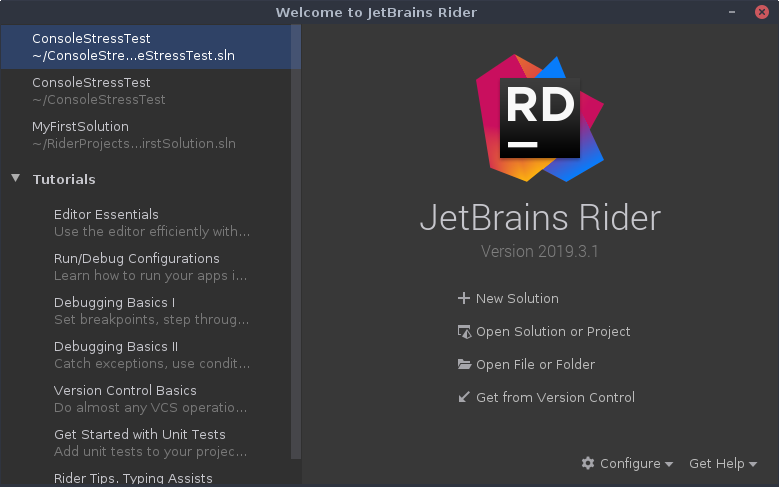 Welcome to JetBrains Rider
ConsoleStressTest
~/ConsoleStre...eStressTest.sln
ConsoleStressTest
~/ConsoleStressTest
MyFirstSolution
~/RiderProjects...irstSolution.sln
Tutorials
Editor Essentials
Use the editor efficiently with...
Run/Debug Configurations
Learn how to run your apps i...
Debugging Basics I
Set breakpoints, step throug...
Debugging Basics II
Catch exceptions, use condit...
Version Control Basics
Do almost any VCS operatio...
Get Started with Unit Tests
Add unit tests to your projec...
Rider Tips. Typing Assists
RD
JetBrains Rider
Version 2019.3.1
New Solution
Open Solution or Project
Open File or Folder
Get from Version Control
Configure
Get Help